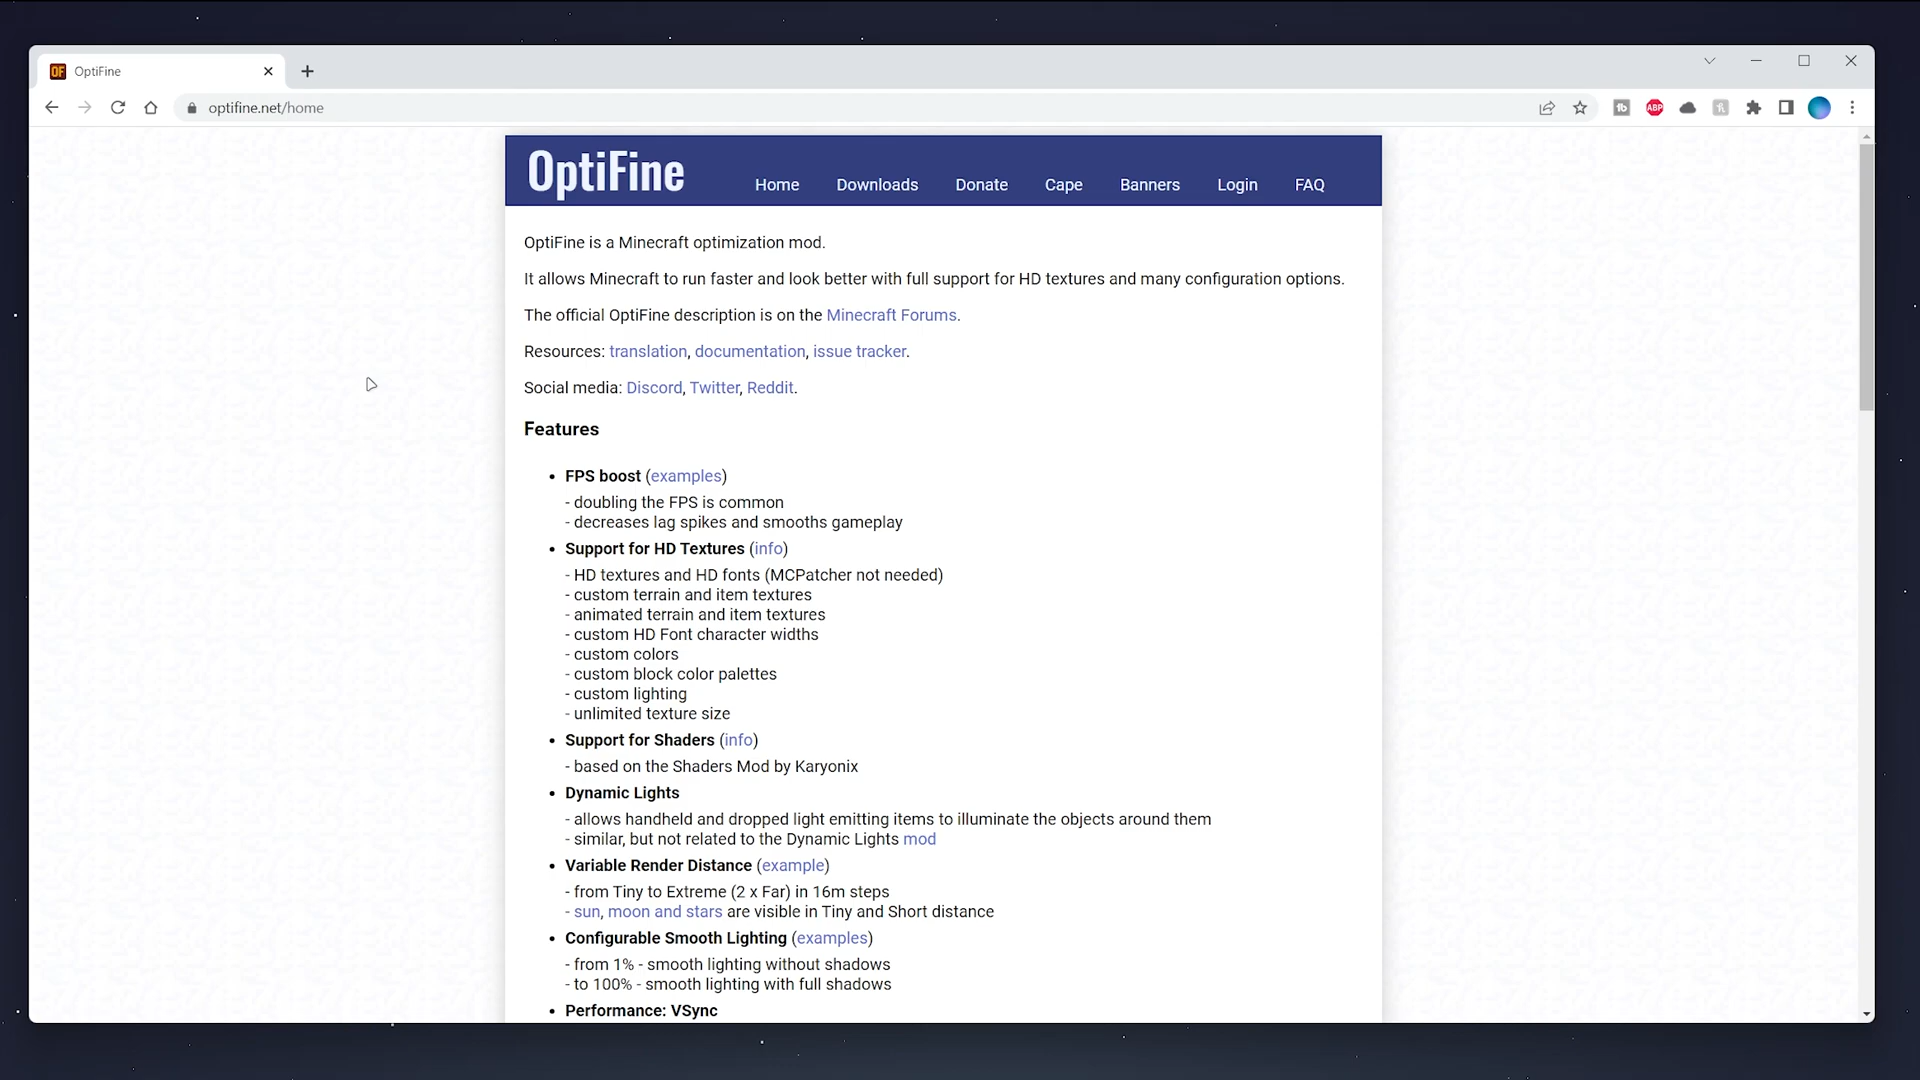 OptiFine
optifine.net/home
OptiFine
Home Downloads Donate Cape Banners Login FAQ
OptiFine is a Minecraft optimization mod.
It allows Minecraft to run faster and look better with full support for HD textures and many configuration options.
The official OptiFine description is on the Minecraft Forums.
Resources: translation, documentation, issue tracker.
Social media: Discord, Twitter, Reddit.
Features
• FPS boost (examples)
- doubling the FPS is common
- decreases lag spikes and smooths gameplay
• Support for HD Textures (info)
- HD textures and HD fonts (MCPatcher not needed)
- custom terrain and item textures
- animated terrain and item textures
- custom HD Font character widths
- custom colors
- custom block color palettes
- custom lighting
- unlimited texture size
• Support for Shaders (info)
- based on the Shaders Mod by Karyonix
• Dynamic Lights
- allows handheld and dropped light emitting items to illuminate the objects around them
- similar, but not related to the Dynamic Lights mod
• Variable Render Distance (example)
- from Tiny to Extreme (2 x Far) in 16m steps
- sun, moon and stars are visible in Tiny and Short distance
• Configurable Smooth Lighting (examples)
- from 1% - smooth lighting without shadows
- to 100% - smooth lighting with full shadows
• Performance: VSync